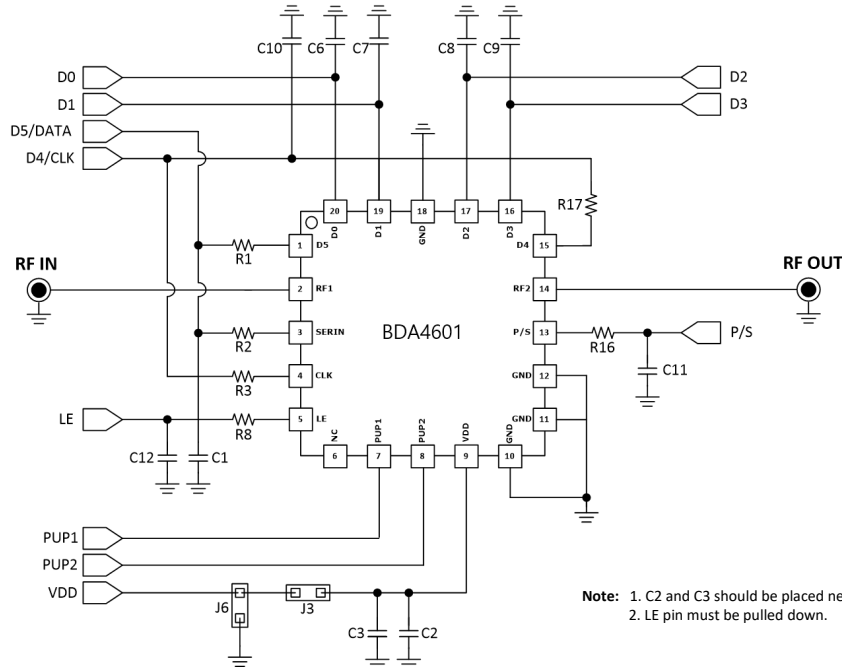 C10 C6 C7 C8 C9
D0 D2
D1 D3
D5/DATA
D4/CLK
R17
20 19 18 17 16
D0 D1 GND D2 D3
R1 1 D5 D4 15
RF IN RF OUT
2 RF1 RF2 14
R2 3 SERIN BDA4601 P/S 13 R16 P/S
R3 4 CLK GND 12 C11
LE R8 5 LE GND 11
NC PUP1 PUP2 VDD GND
6 7 8 9 10
C12 C1
PUP1
PUP2
VDD
J6 J3
C3 C2
Note: 1. C2 and C3 should be placed ne
2. LE pin must be pulled down.